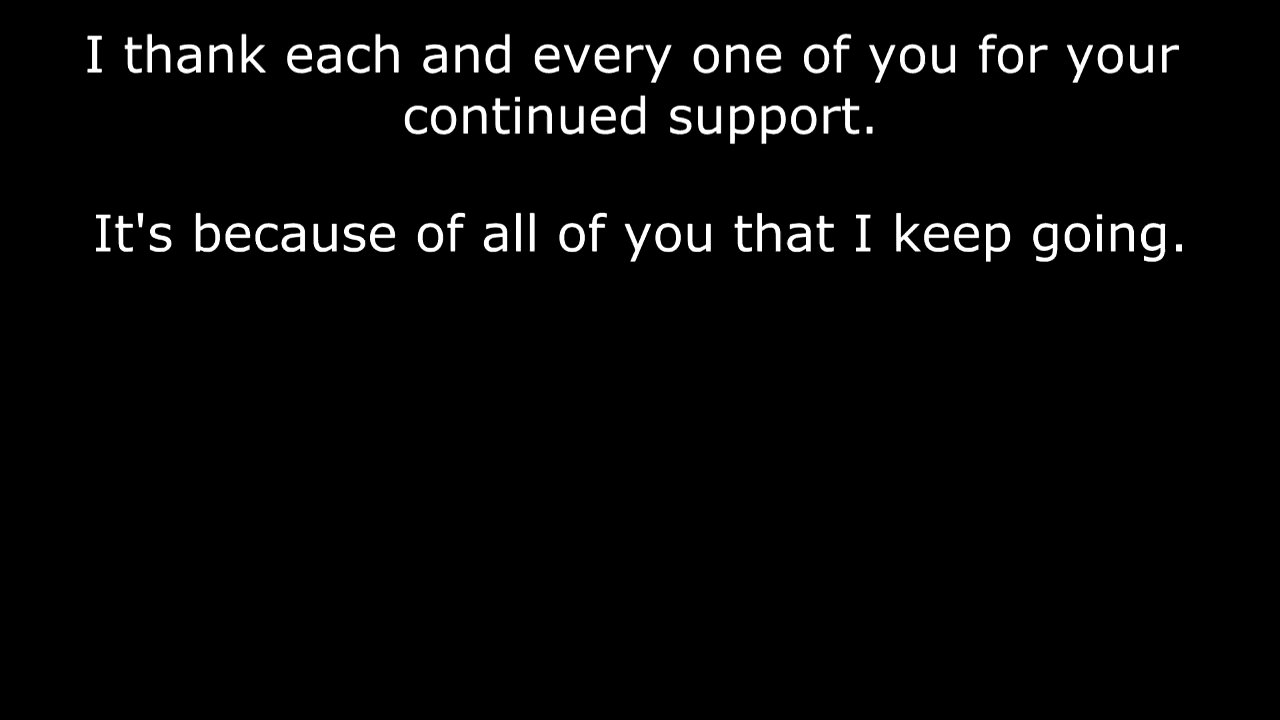 I thank each and every one of you for your
continued support.
It's because of all of you that I keep going.